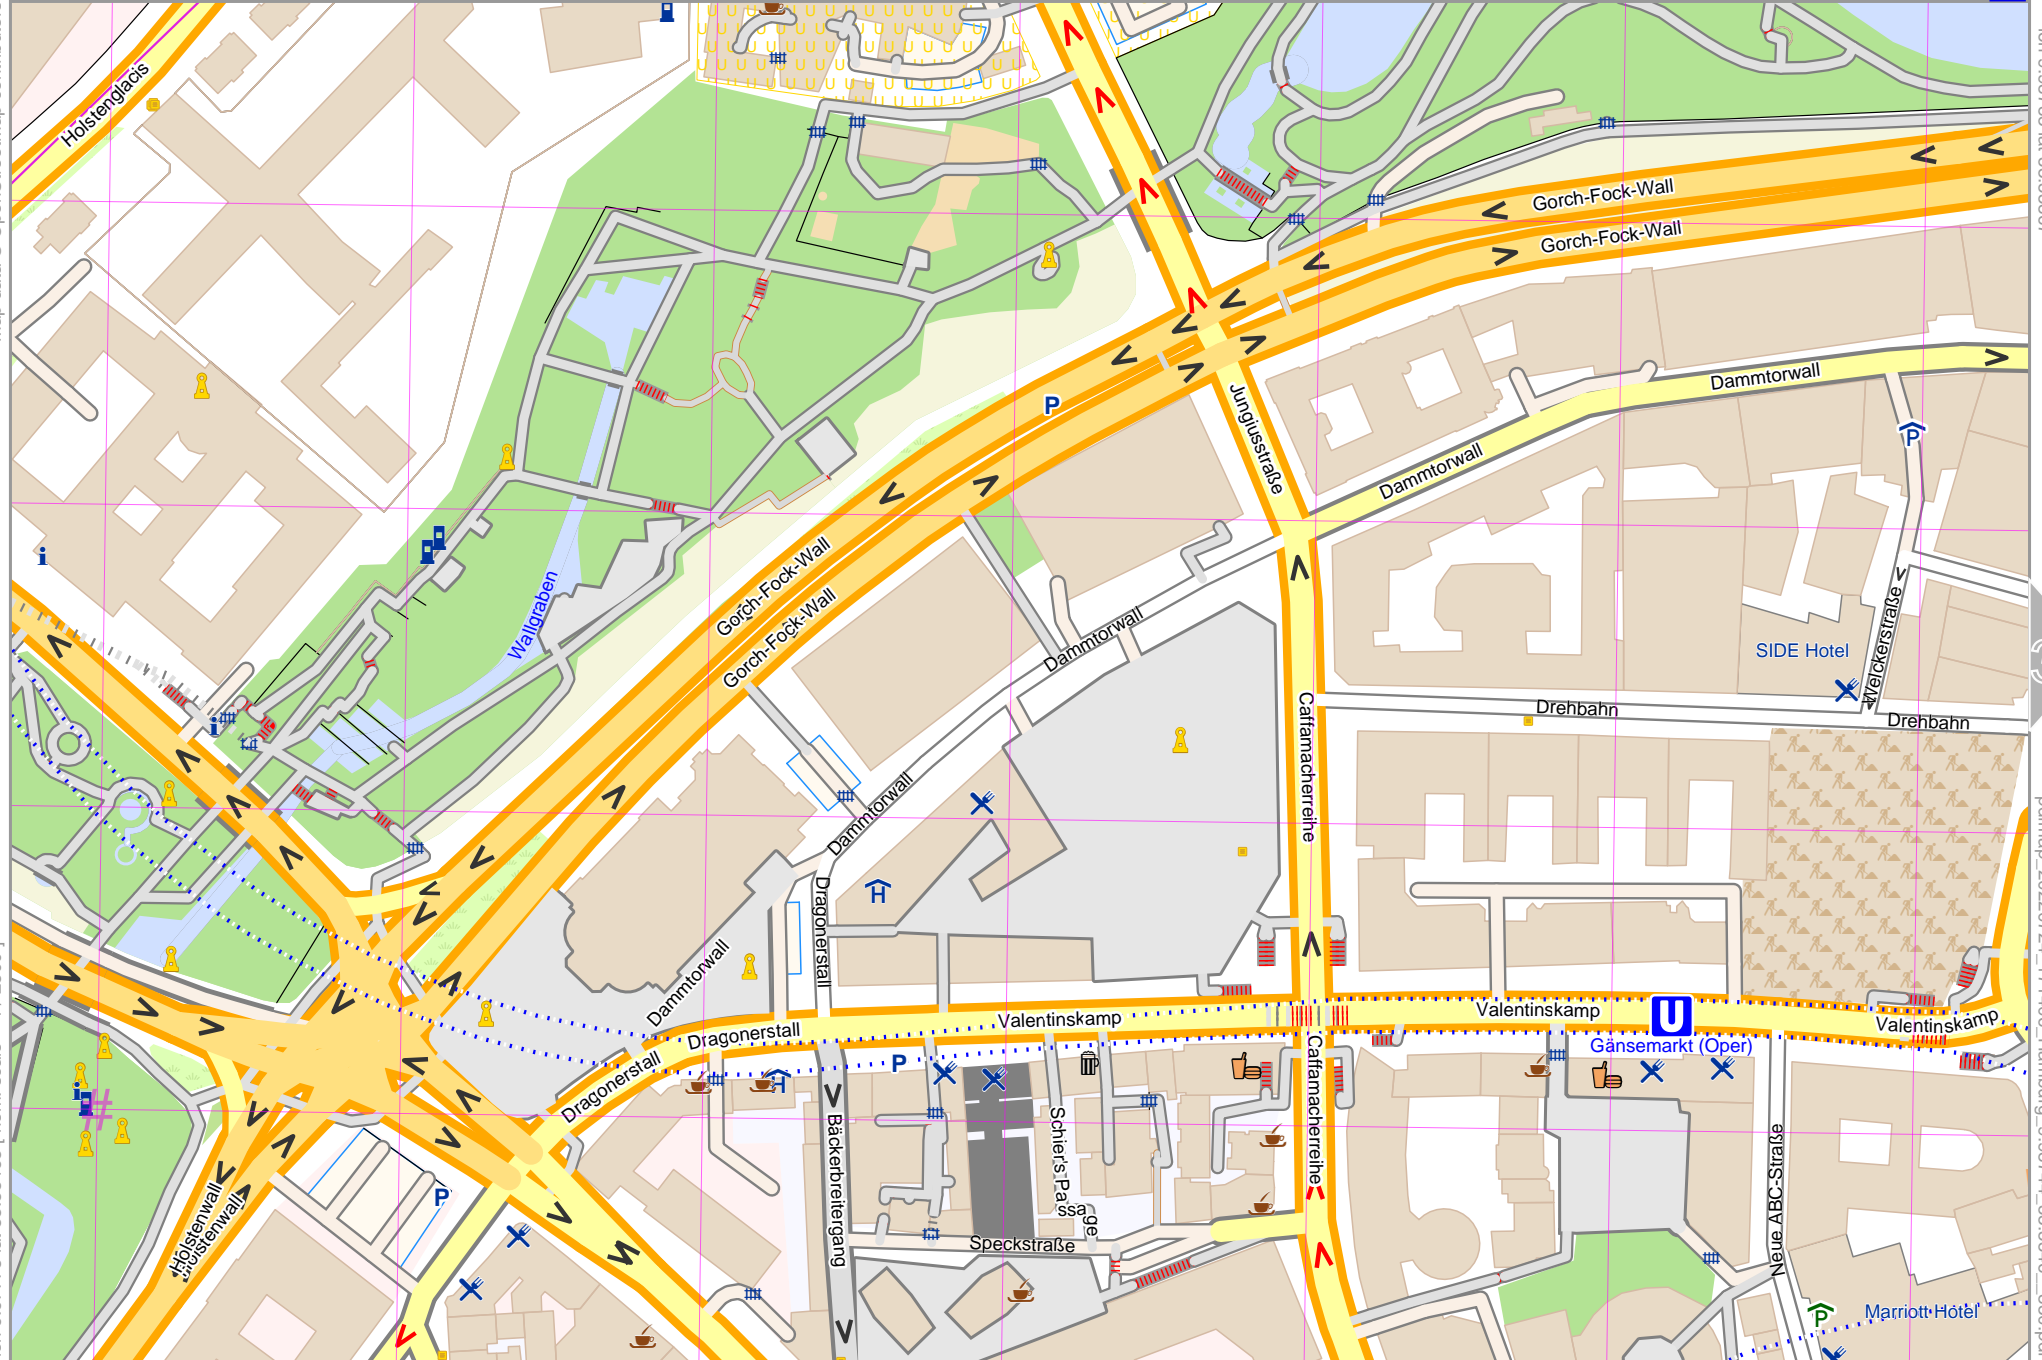 Holstenglacis
Gorch-Fock-Wall
Gorch-Fock-Wall
Dammtorwall
P
Jungiusstraße
P
Dammtorwall
i
Gorch-Fock-Wall
Gorch-Fock-Wall
Wallgraben
Dammtorwall
Welckerstraße
SIDE Hotel
i
Caffamacherreihe
Drehbahn
Drehbahn
Dammtorwall
H
Dragonerstall
Dammtorwall
Dragonerstall
Valentinskamp
Valentinskamp
U
Valentinskamp
Gänsemarkt (Oper)
P
H
Dragonerstall
Caffamacherreihe
i
#
Bäckerbreitergang
Schier's Passage
Neue ABC-Straße
P
Holstenwall
Holstenwall
Speckstraße
P
Marriott Hotel